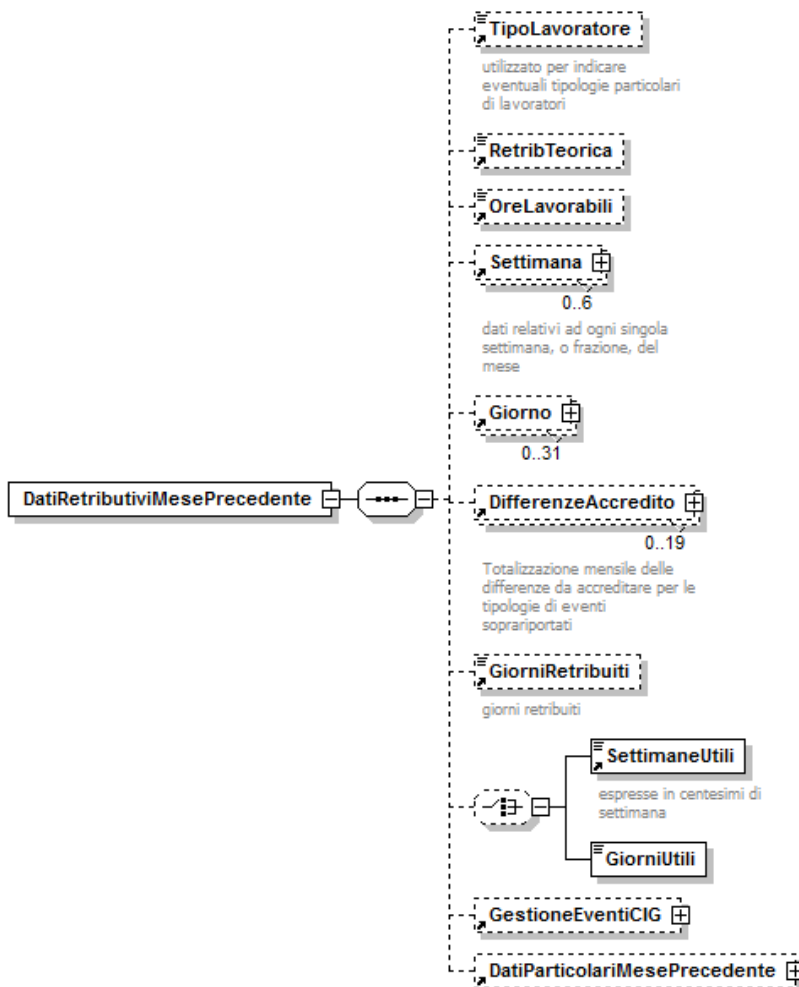 TipoLavoratore
utilizzato per indicare
eventuali tipologie particolari
di lavoratori
RetribTeorica
OreLavorabili
Settimana
0..6
dati relativi ad ogni singola
settimana, o frazione, del
mese
Giorno
0..31
DatiRetributiviMesePrecedente
DifferenzeAccredito
0..19
Totalizzazione mensile delle
differenze da accreditare per le
tipologie di eventi
soprariportati
GiorniRetribuiti
giorni retribuiti
SettimaneUtili
espresse in centesimi di
settimana
GiorniUtili
GestioneEventiCIG
DatiParticolariMesePrecedente